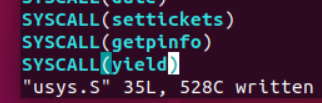 SYSCALL(settickets)
SYSCALL(getpinfo)
SYSCALL(yield)
"usys.S" 35L, 528C written